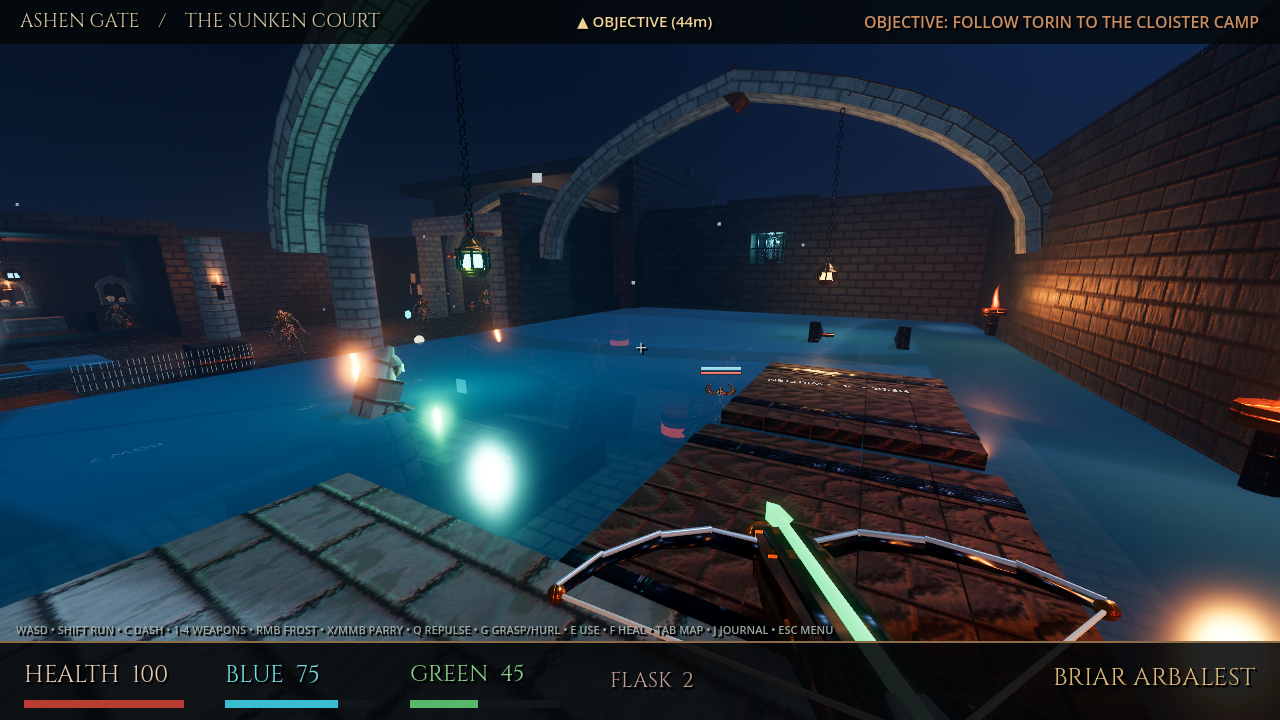 ASHEN GATE / THE SUNKEN COURT
▲ OBJECTIVE (44m)
OBJECTIVE: FOLLOW TORIN TO THE CLOISTER CAMP
WASD • SHIFT RUN • C DASH • 1-4 WEAPONS • RMB FROST • X/MMB PARRY • Q REPULSE • G GRASP/HURL • E USE • F HEAL • TAB MAP • J JOURNAL • ESC MENU
HEALTH 100
BLUE 75
GREEN 45
FLASK 2
BRIAR ARBALEST